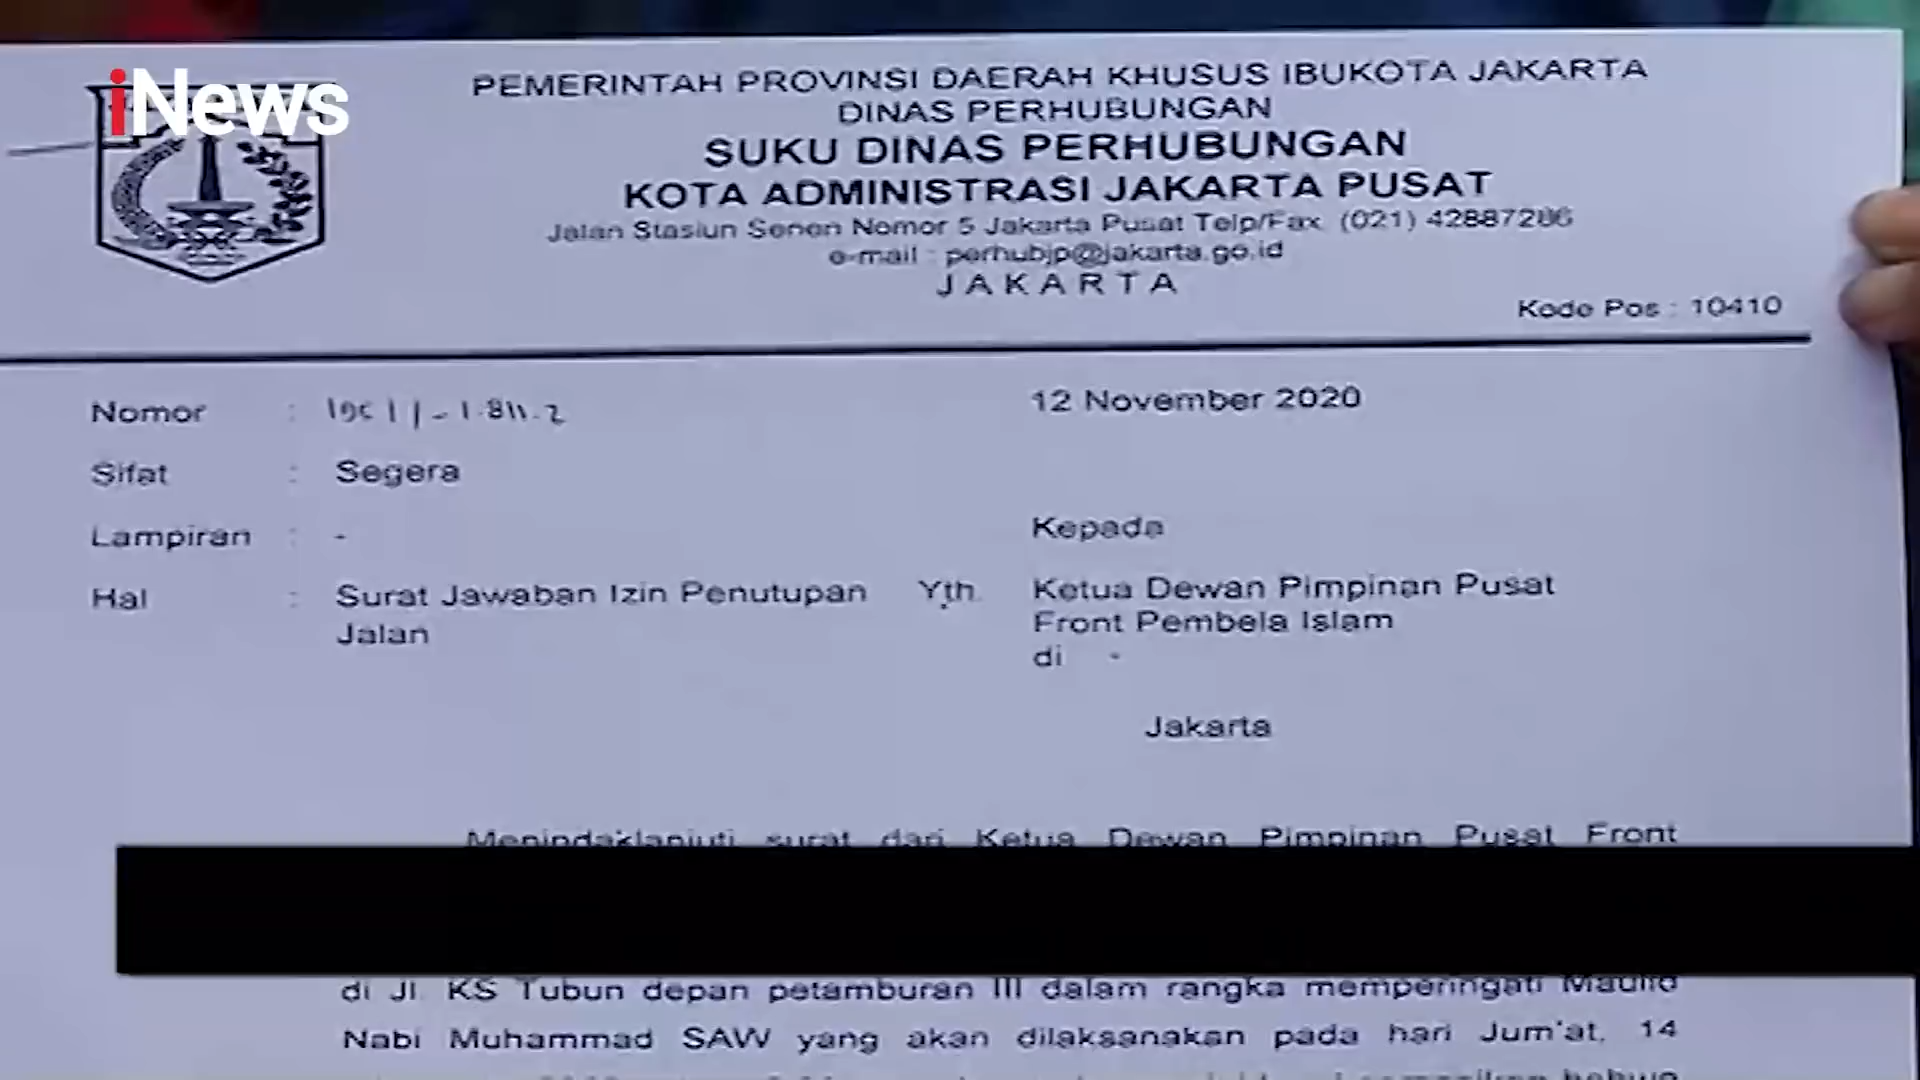 iNews
PEMERINTAH PROVINSI DAERAH KHUSUS IBUKOTA JAKARTA
DINAS PERHUBUNGAN
SUKU DINAS PERHUBUNGAN
KOTA ADMINISTRASI JAKARTA PUSAT
Jalan Stasiun Senen Nomor 5 Jakarta Pusat Telp/Fax. (021) 42887286
e-mail : perhubjp@jakarta.go.id
JAKARTA
Kode Pos : 10410
12 November 2020
Nomor :
Sifat : Segera
Lampiran : -
Hal : Surat Jawaban Izin Penutupan
Jalan
Kepada
Yth. Ketua Dewan Pimpinan Pusat
Front Pembela Islam
di -
Jakarta
Menindaklanjuti surat dari Ketua Dewan Pimpinan Pusat Front
di Jl. KS Tubun depan petamburan III dalam rangka memperingati Maulid
Nabi Muhammad SAW yang akan dilaksanakan pada hari Jum'at, 14